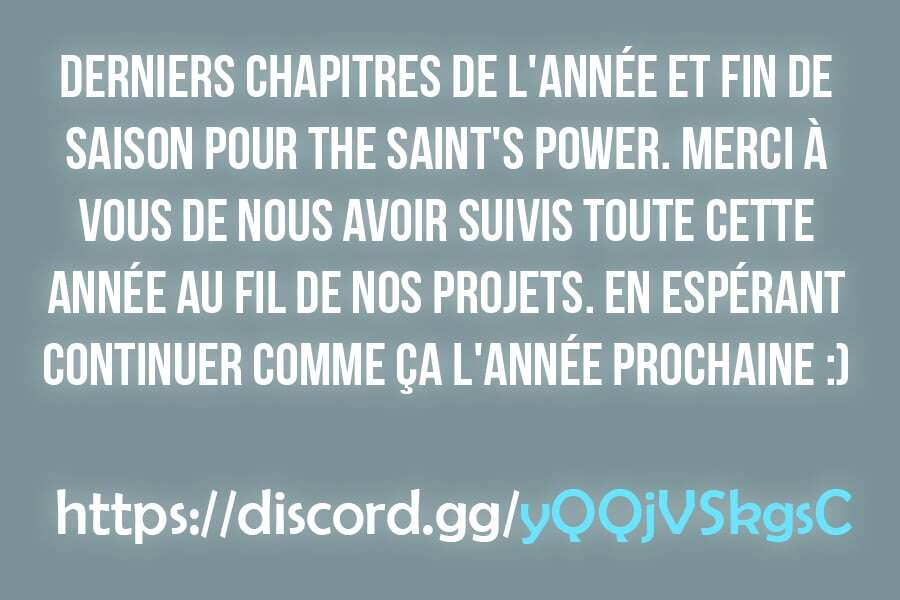 DERNIERS CHAPITRES DE L'ANNÉE ET FIN DE
SAISON POUR THE SAINT'S POWER. MERCI À
VOUS DE NOUS AVOIR SUIVIS TOUTE CETTE
ANNÉE AU FIL DE NOS PROJETS. EN ESPÉRANT
CONTINUER COMME ÇA L'ANNÉE PROCHAINE :)
https://discord.gg/yQQjVSkgsC